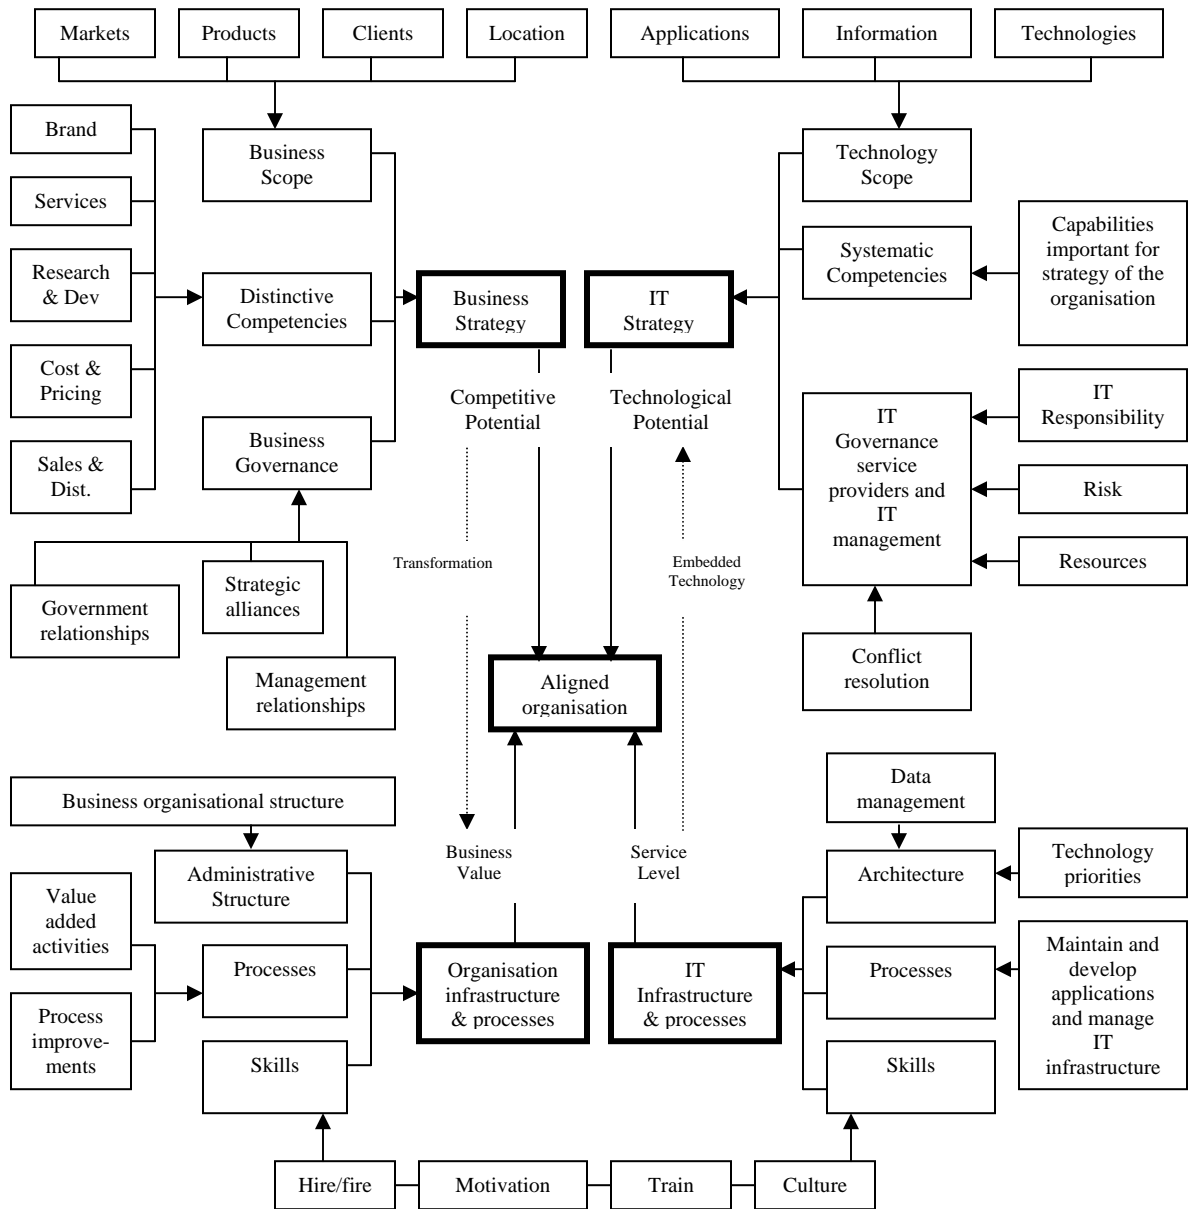 Markets
Products
Clients
Location
Applications
Information
Technologies
Brand
Services
Research
& Dev
Cost &
Pricing
Sales &
Dist.
Business
Scope
Distinctive
Competencies
Business
Governance
Government
relationships
Strategic
alliances
Management
relationships
Business
Strategy
IT
Strategy
Competitive
Potential
Technological
Potential
Transformation
Embedded
Technology
Technology
Scope
Systematic
Competencies
Capabilities
important for
strategy of the
organisation
IT
Governance
service
providers and
IT
management
IT
Responsibility
Risk
Resources
Conflict
resolution
Aligned
organisation
Business organisational structure
Administrative
Structure
Value
added
activities
Process
improve-
ments
Processes
Skills
Business
Value
Service
Level
Organisation
infrastructure
& processes
IT
Infrastructure
& processes
Data
management
Architecture
Technology
priorities
Processes
Maintain and
develop
applications
and manage
IT
infrastructure
Skills
Hire/fire
Motivation
Train
Culture